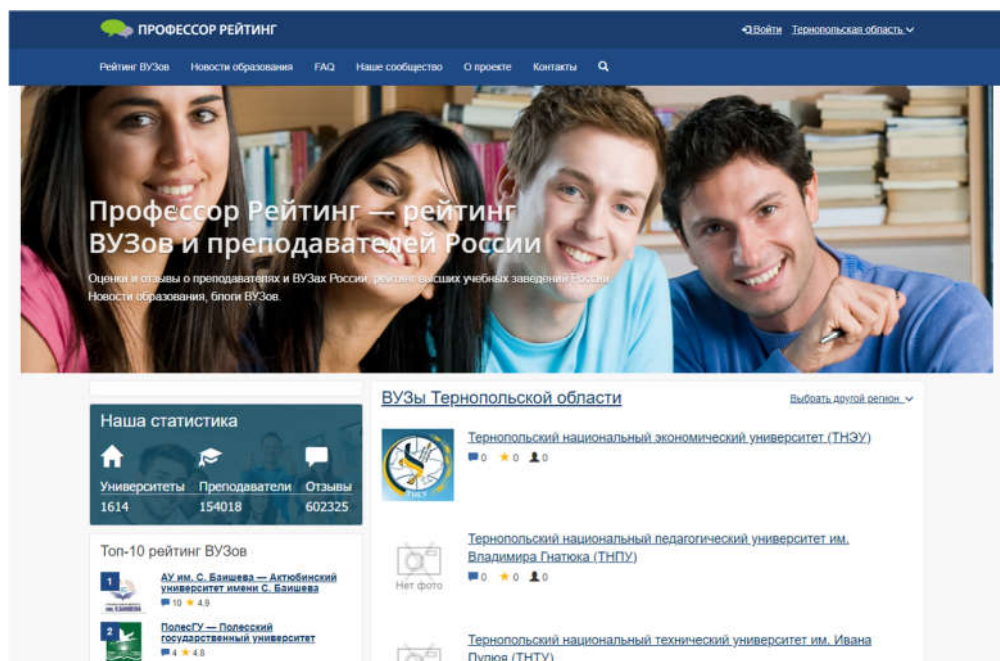 ПРОФЕССОР РЕЙТИНГ
Войти Тернопольская область
Рейтинг ВУЗов Новости образования FAQ Наше сообщество О проекте Контакты
Профессор Рейтинг — рейтинг
ВУЗов и преподавателей России
Оценки и отзывы о преподавателях и ВУЗах России, рейтинг высших учебных заведений России.
Новости образования, блоги ВУЗов.
Наша статистика
Университеты Преподаватели Отзывы
1614 154018 602325
Топ-10 рейтинг ВУЗов
1
АУ им. С. Баишева — Актюбинский
университет имени С. Баишева
10 4.9
2
ПолесГУ — Полесский
государственный университет
4 4.8
ВУЗы Тернопольской области
Выбрать другой регион
Тернопольский национальный экономический университет (ТНЭУ)
0 0 0
Тернопольский национальный педагогический университет им.
Владимира Гнатюка (ТНПУ)
0 0 0
Нет фото
Тернопольский национальный технический университет им. Ивана
Пулюя (ТНТУ)